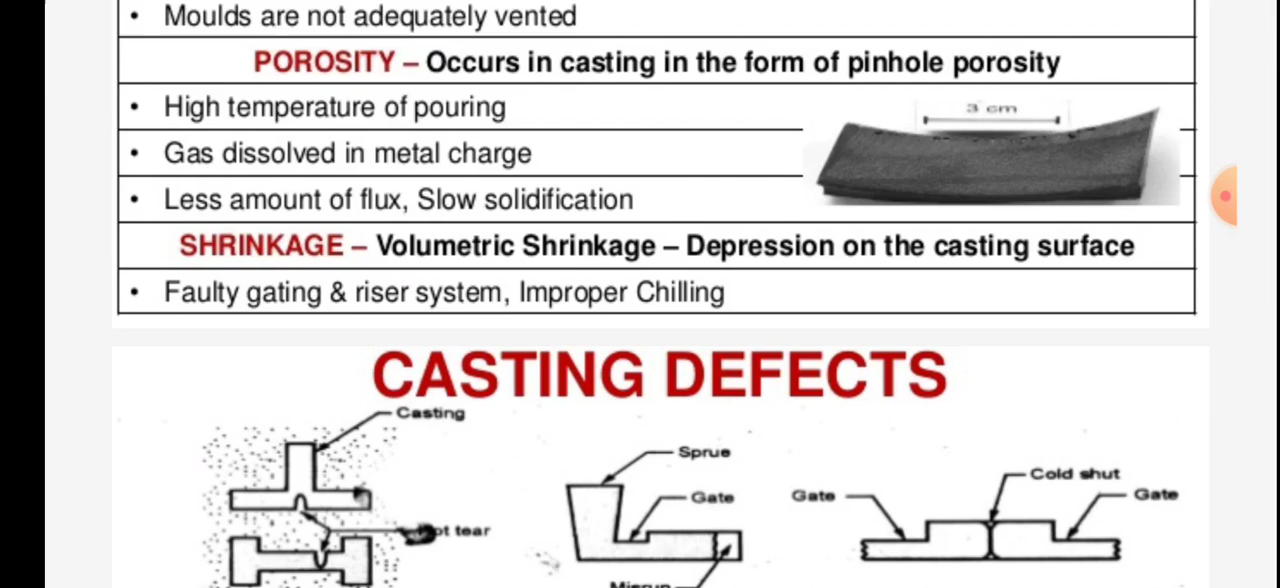 • Moulds are not adequately vented
POROSITY – Occurs in casting in the form of pinhole porosity
• High temperature of pouring
3 cm
• Gas dissolved in metal charge
• Less amount of flux, Slow solidification
SHRINKAGE – Volumetric Shrinkage – Depression on the casting surface
• Faulty gating & riser system, Improper Chilling
CASTING DEFECTS
Casting
Sprue
Cold shut
Gate
Gate
Gate
tear